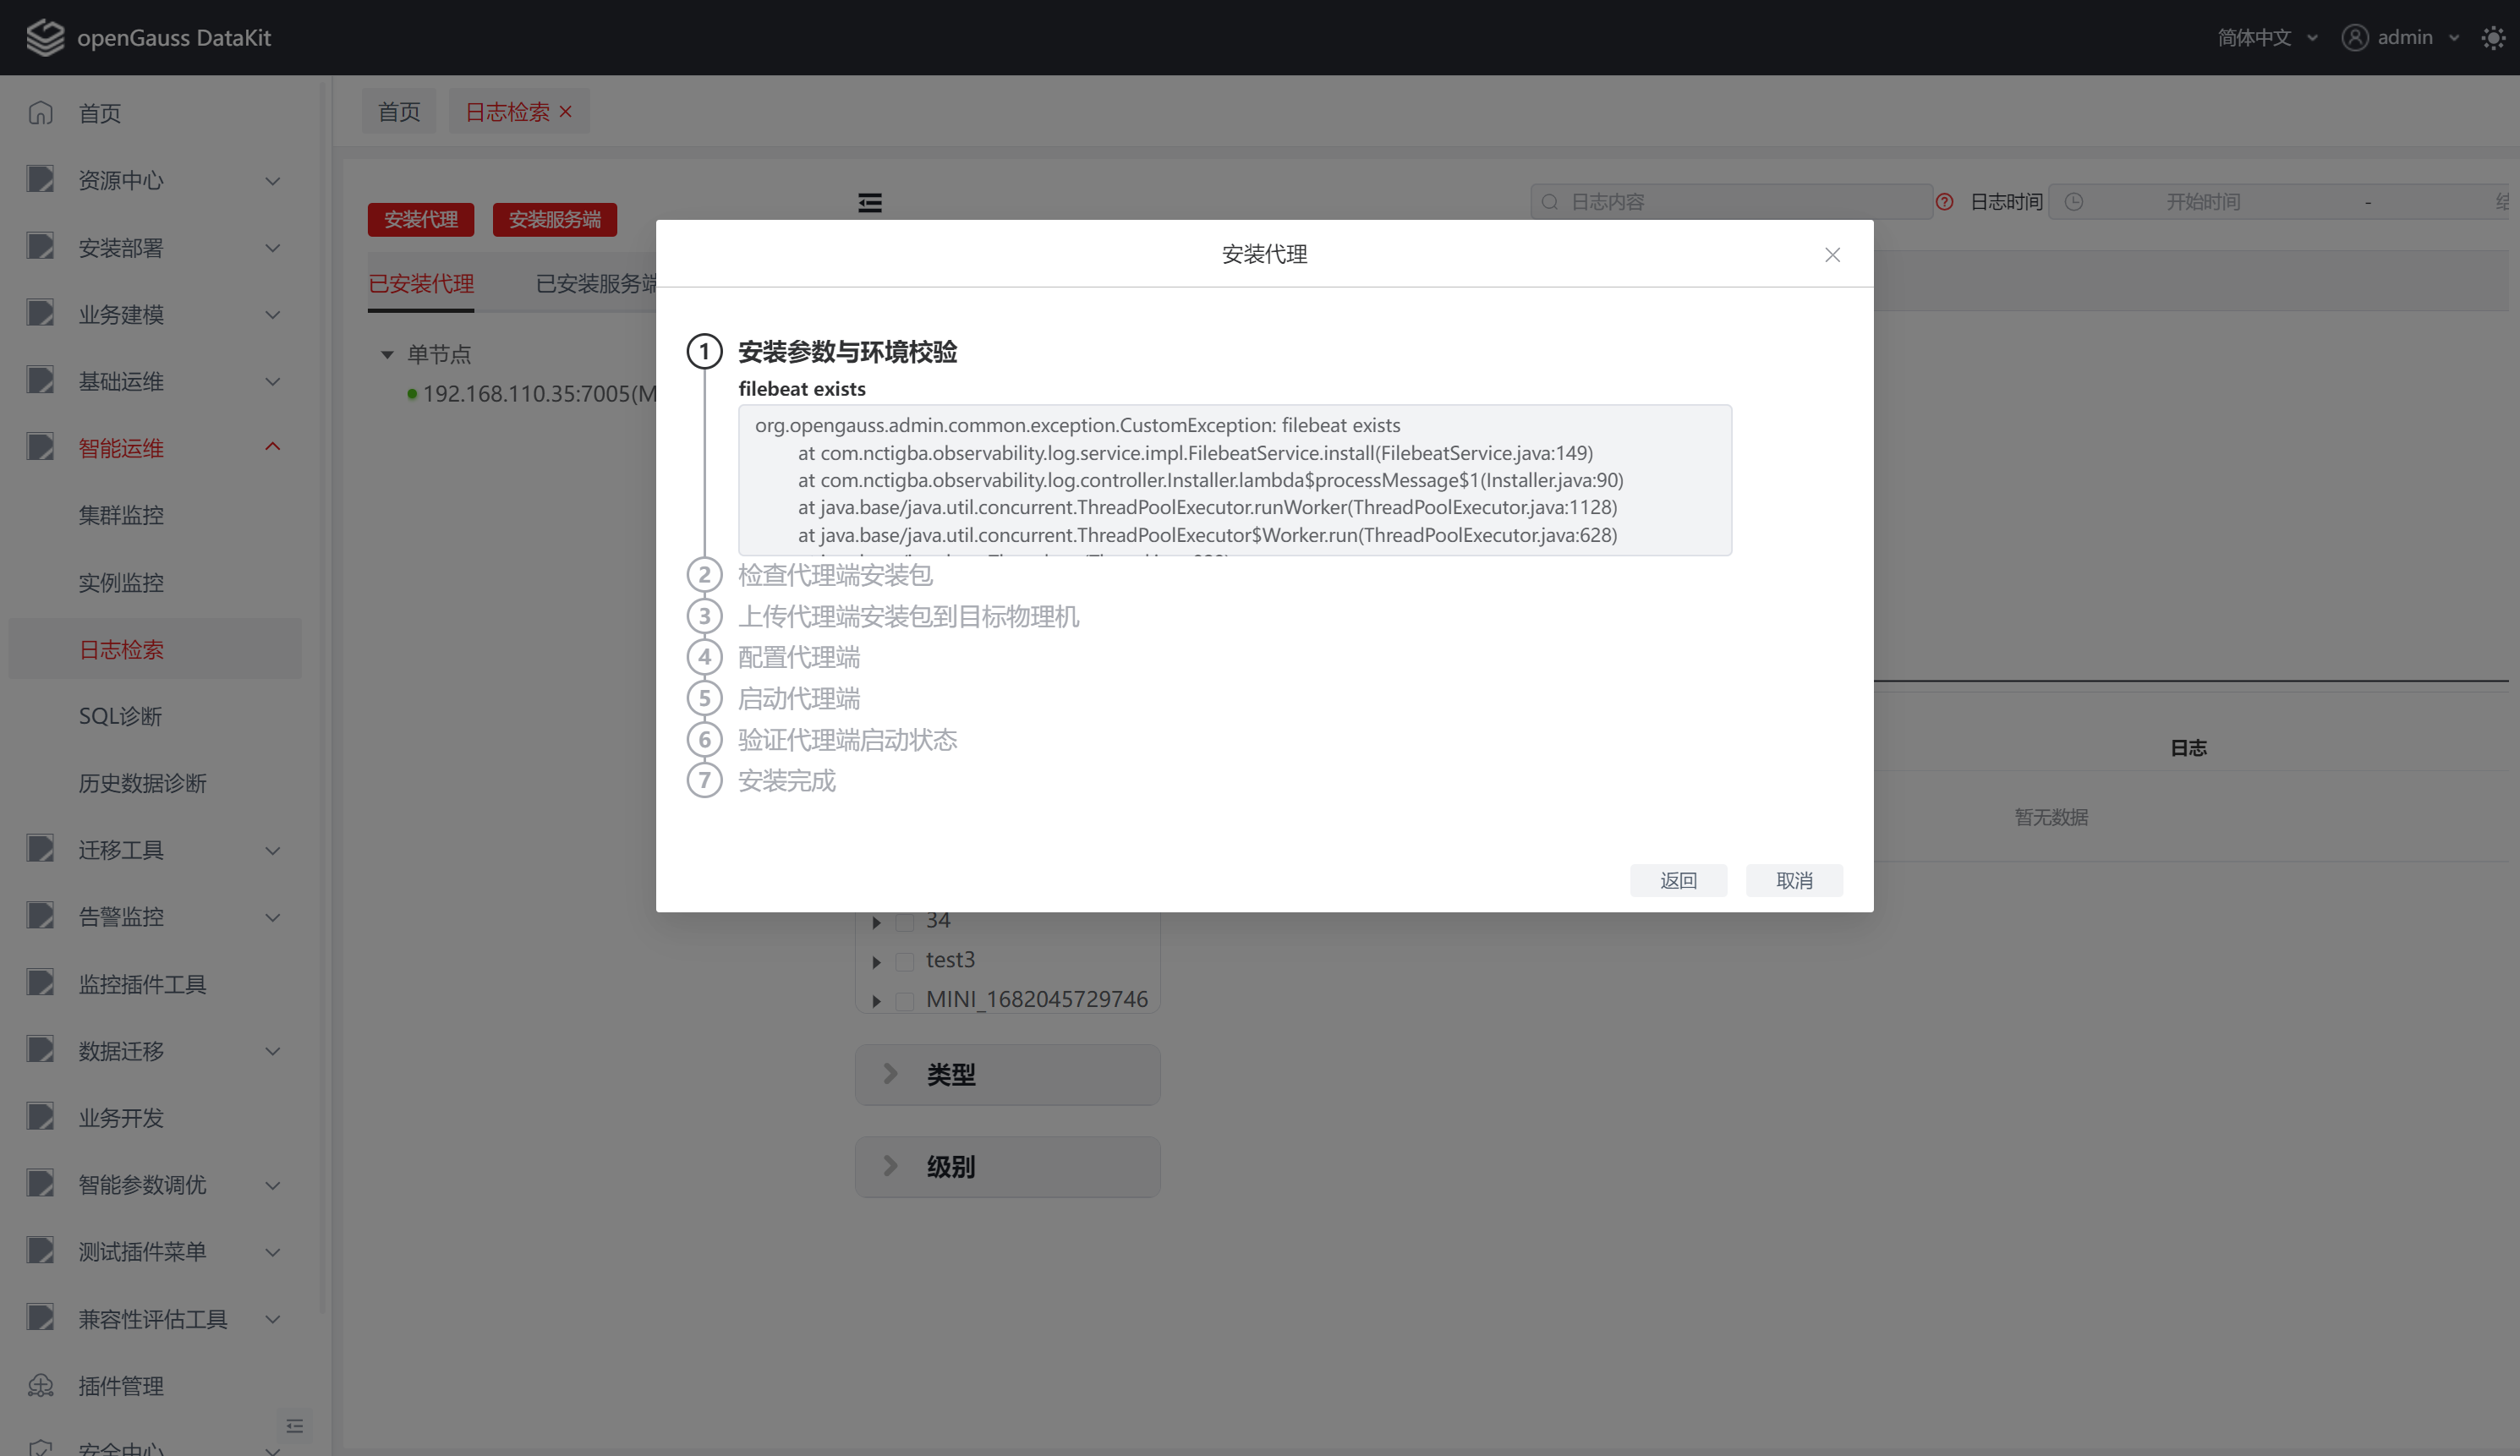 openGauss DataKit
简体中文
admin
首页
资源中心
安装部署
业务建模
基础运维
智能运维
集群监控
实例监控
日志检索
SQL诊断
历史数据诊断
迁移工具
告警监控
监控插件工具
数据迁移
业务开发
智能参数调优
测试插件菜单
兼容性评估工具
插件管理
安全中心
首页
日志检索
安装代理
安装服务端
已安装代理
已安装服务端
单节点
192.168.110.35:7005(M
日志内容
日志时间
开始时间
-
安装代理
1 安装参数与环境校验
filebeat exists
org.opengauss.admin.common.exception.CustomException: filebeat exists
at com.nctigba.observability.log.service.impl.FilebeatService.install(FilebeatService.java:149)
at com.nctigba.observability.log.controller.Installer.lambda$processMessage$1(Installer.java:90)
at java.base/java.util.concurrent.ThreadPoolExecutor.runWorker(ThreadPoolExecutor.java:1128)
at java.base/java.util.concurrent.ThreadPoolExecutor$Worker.run(ThreadPoolExecutor.java:628)
2 检查代理端安装包
3 上传代理端安装包到目标物理机
4 配置代理端
5 启动代理端
6 验证代理端启动状态
7 安装完成
返回
取消
日志
暂无数据
34
test3
MINI_1682045729746
类型
级别